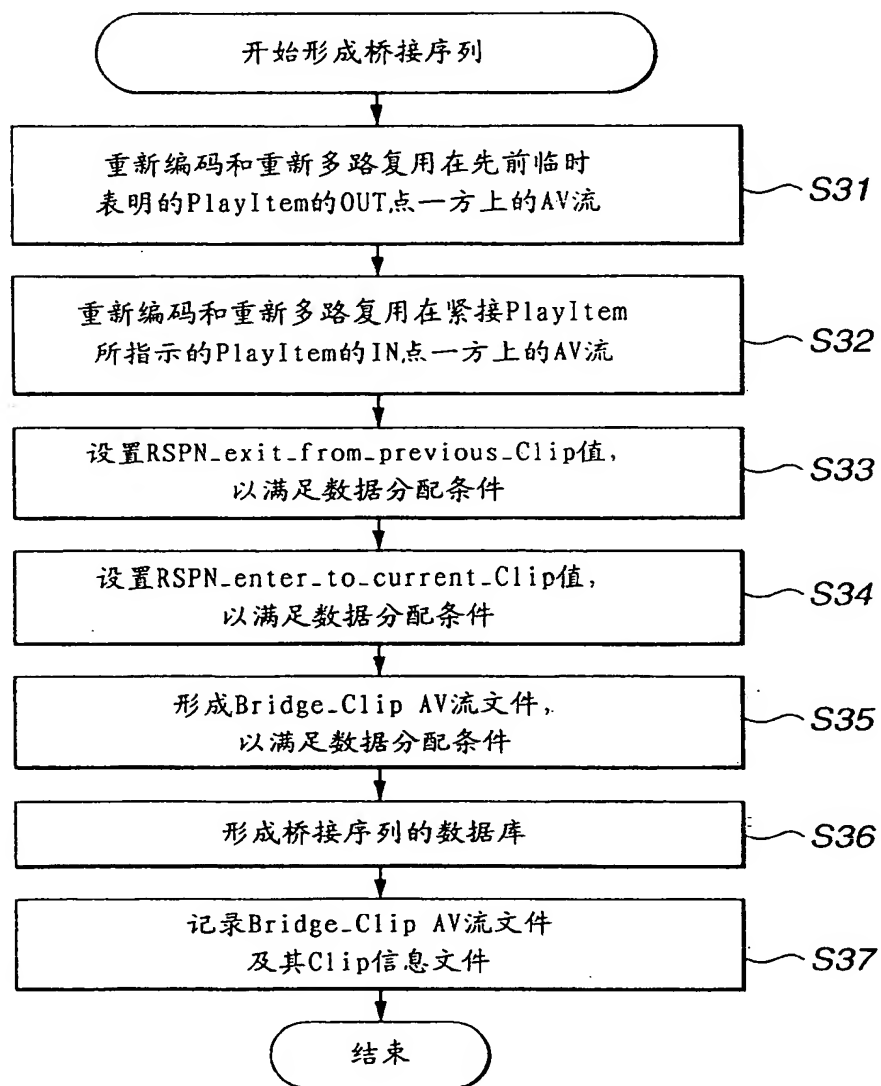 开始形成桥接序列
重新编码和重新多路复用在先前临时
表明的PlayItem的OUT点一方上的AV流
S31
重新编码和重新多路复用在紧接PlayItem
所指示的PlayItem的IN点一方上的AV流
S32
设置RSPN_exit_from_previous_Clip值,
以满足数据分配条件
S33
设置RSPN_enter_to_current_Clip值,
以满足数据分配条件
S34
形成Bridge_Clip AV流文件,
以满足数据分配条件
S35
形成桥接序列的数据库
S36
记录Bridge_Clip AV流文件
及其Clip信息文件
S37
结束